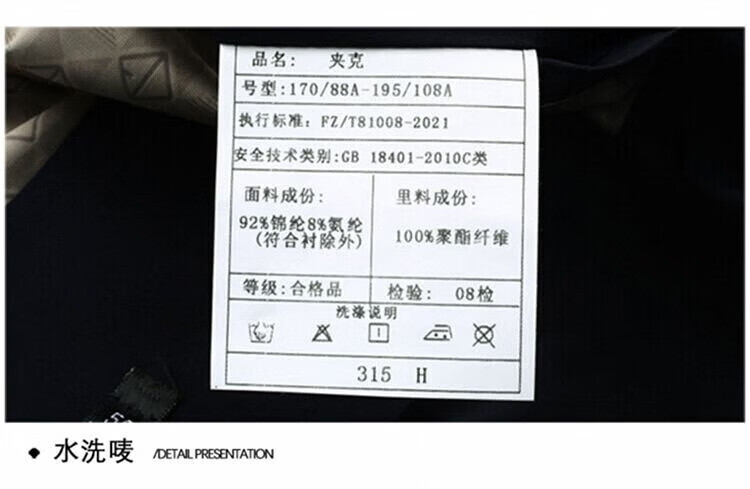 品名: 夹克
号型:170/88A-195/108A
执行标准: FZ/T81008-2021
安全技术类别:GB 18401-2010C类
面料成份:
92%锦纶8%氨纶
(符合衬除外)
里料成份:
100%聚酯纤维
等级:合格品 检验: 08检
洗涤说明
315 H
水洗唛 /DETAIL PRESENTATION